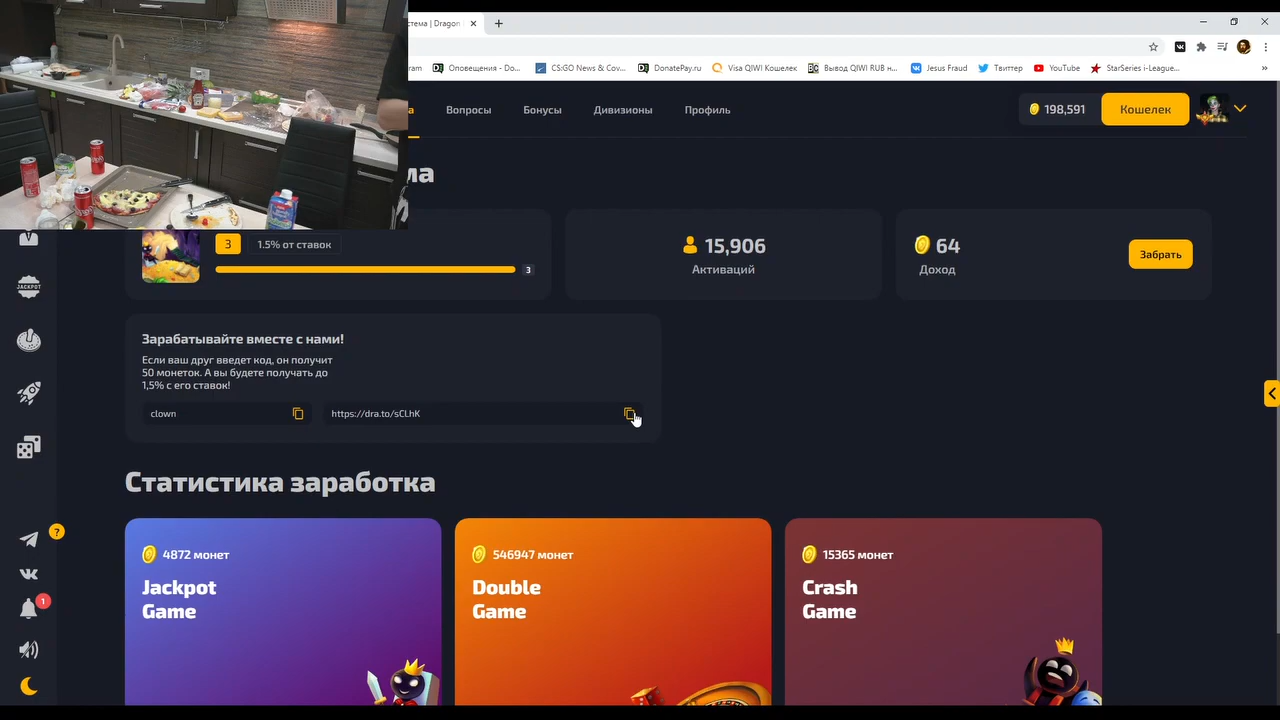 стема | Dragon
ram
Оповещения - Do...
CS:GO News & Cov...
DonatePay.ru
Visa QIWI Кошелек
Вывод QIWI RUB н...
Jesus Fraud
Твиттер
YouTube
StarSeries i-League...
»
а
Вопросы
Бонусы
Дивизионы
Профиль
198,591
Кошелек
ма
3
1.5% от ставок
3
15,906
Активаций
64
Доход
Забрать
JACKPOT
Зарабатывайте вместе с нами!
Если ваш друг введет код, он получит
50 монеток. А вы будете получать до
1,5% с его ставок!
clown
https://dra.to/sCLhK
Статистика заработка
?
1
4872 монет
Jackpot
Game
546947 монет
Double
Game
15365 монет
Crash
Game